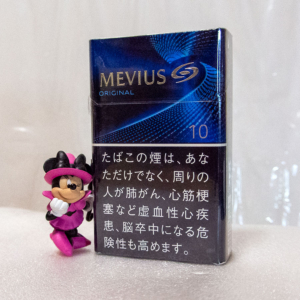 MEVIUS
ORIGINAL
10
たばこの煙は、あな
ただけでなく、周りの
人が肺がん、心筋梗
塞など虚血性心疾
患、脳卒中になる危
険性も高めます。